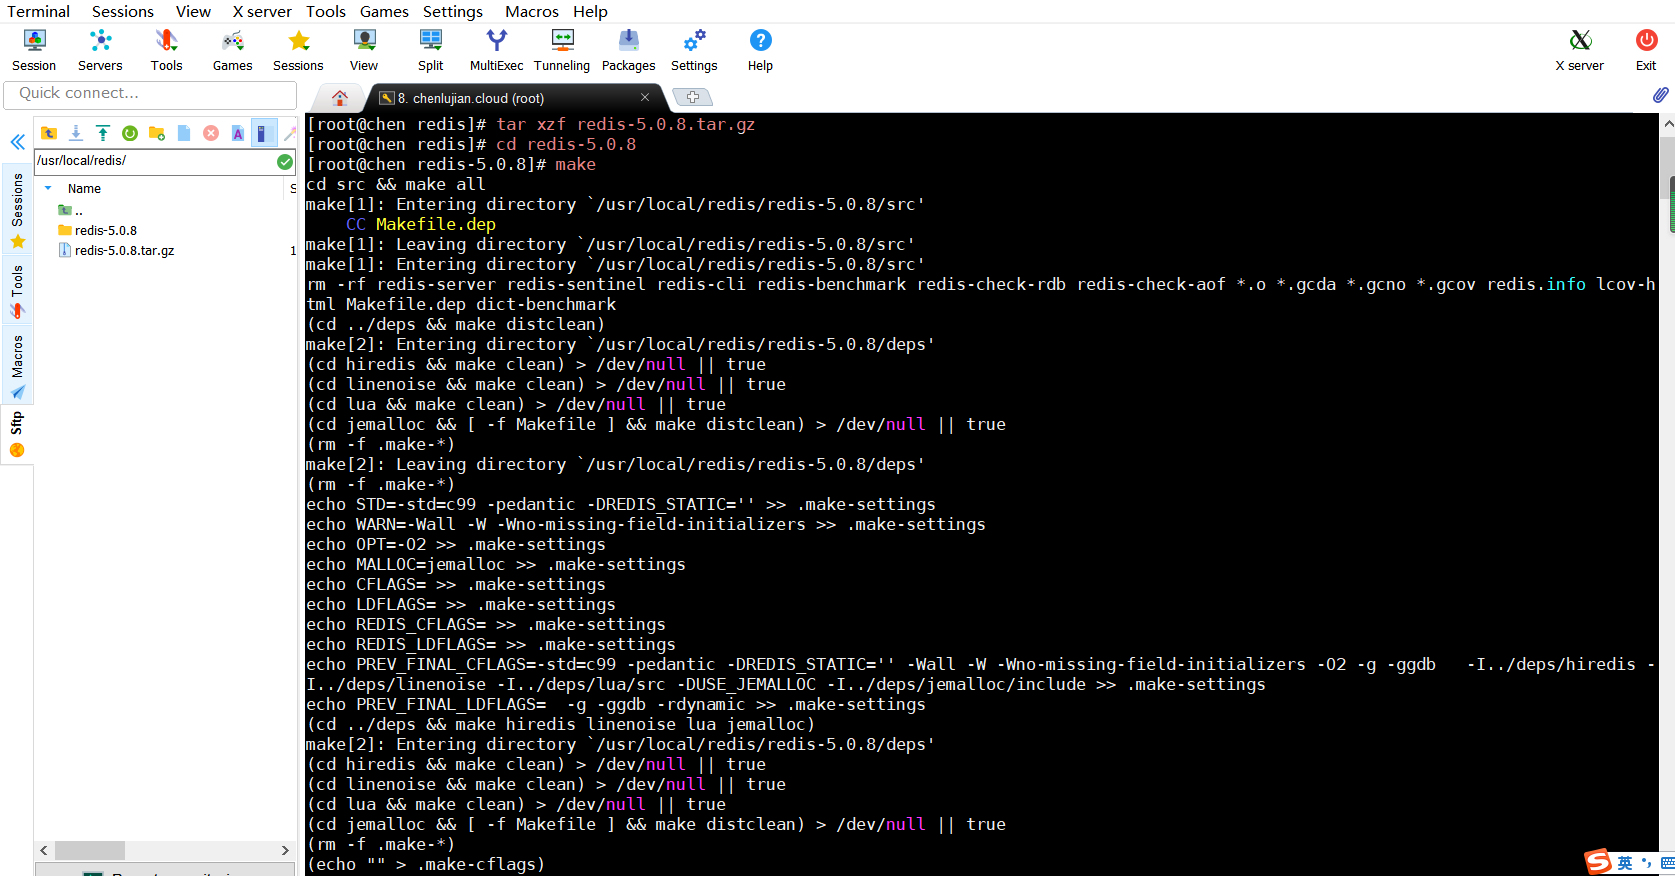 Terminal Sessions View X server Tools Games Settings Macros Help
Session Servers Tools Games Sessions View Split MultiExec Tunneling Packages Settings Help X server Exit
Quick connect...
8. chenlujian.cloud (root)
/usr/local/redis/
Name S
..
redis-5.0.8
redis-5.0.8.tar.gz 1
Sessions
Tools
Macros
Sftp
[root@chen redis]# tar xzf redis-5.0.8.tar.gz
[root@chen redis]# cd redis-5.0.8
[root@chen redis-5.0.8]# make
cd src && make all
make[1]: Entering directory `/usr/local/redis/redis-5.0.8/src'
    CC Makefile.dep
make[1]: Leaving directory `/usr/local/redis/redis-5.0.8/src'
make[1]: Entering directory `/usr/local/redis/redis-5.0.8/src'
rm -rf redis-server redis-sentinel redis-cli redis-benchmark redis-check-rdb redis-check-aof *.o *.gcda *.gcno *.gcov redis.info lcov-h
tml Makefile.dep dict-benchmark
(cd ../deps && make distclean)
make[2]: Entering directory `/usr/local/redis/redis-5.0.8/deps'
(cd hiredis && make clean) > /dev/null || true
(cd linenoise && make clean) > /dev/null || true
(cd lua && make clean) > /dev/null || true
(cd jemalloc && [ -f Makefile ] && make distclean) > /dev/null || true
(rm -f .make-*)
make[2]: Leaving directory `/usr/local/redis/redis-5.0.8/deps'
(rm -f .make-*)
echo STD=-std=c99 -pedantic -DREDIS_STATIC='' >> .make-settings
echo WARN=-Wall -W -Wno-missing-field-initializers >> .make-settings
echo OPT=-O2 >> .make-settings
echo MALLOC=jemalloc >> .make-settings
echo CFLAGS= >> .make-settings
echo LDFLAGS= >> .make-settings
echo REDIS_CFLAGS= >> .make-settings
echo REDIS_LDFLAGS= >> .make-settings
echo PREV_FINAL_CFLAGS=-std=c99 -pedantic -DREDIS_STATIC='' -Wall -W -Wno-missing-field-initializers -O2 -g -ggdb   -I../deps/hiredis -
I../deps/linenoise -I../deps/lua/src -DUSE_JEMALLOC -I../deps/jemalloc/include >> .make-settings
echo PREV_FINAL_LDFLAGS=  -g -ggdb -rdynamic >> .make-settings
(cd ../deps && make hiredis linenoise lua jemalloc)
make[2]: Entering directory `/usr/local/redis/redis-5.0.8/deps'
(cd hiredis && make clean) > /dev/null || true
(cd linenoise && make clean) > /dev/null || true
(cd lua && make clean) > /dev/null || true
(cd jemalloc && [ -f Makefile ] && make distclean) > /dev/null || true
(rm -f .make-*)
(echo "" > .make-cflags)
英